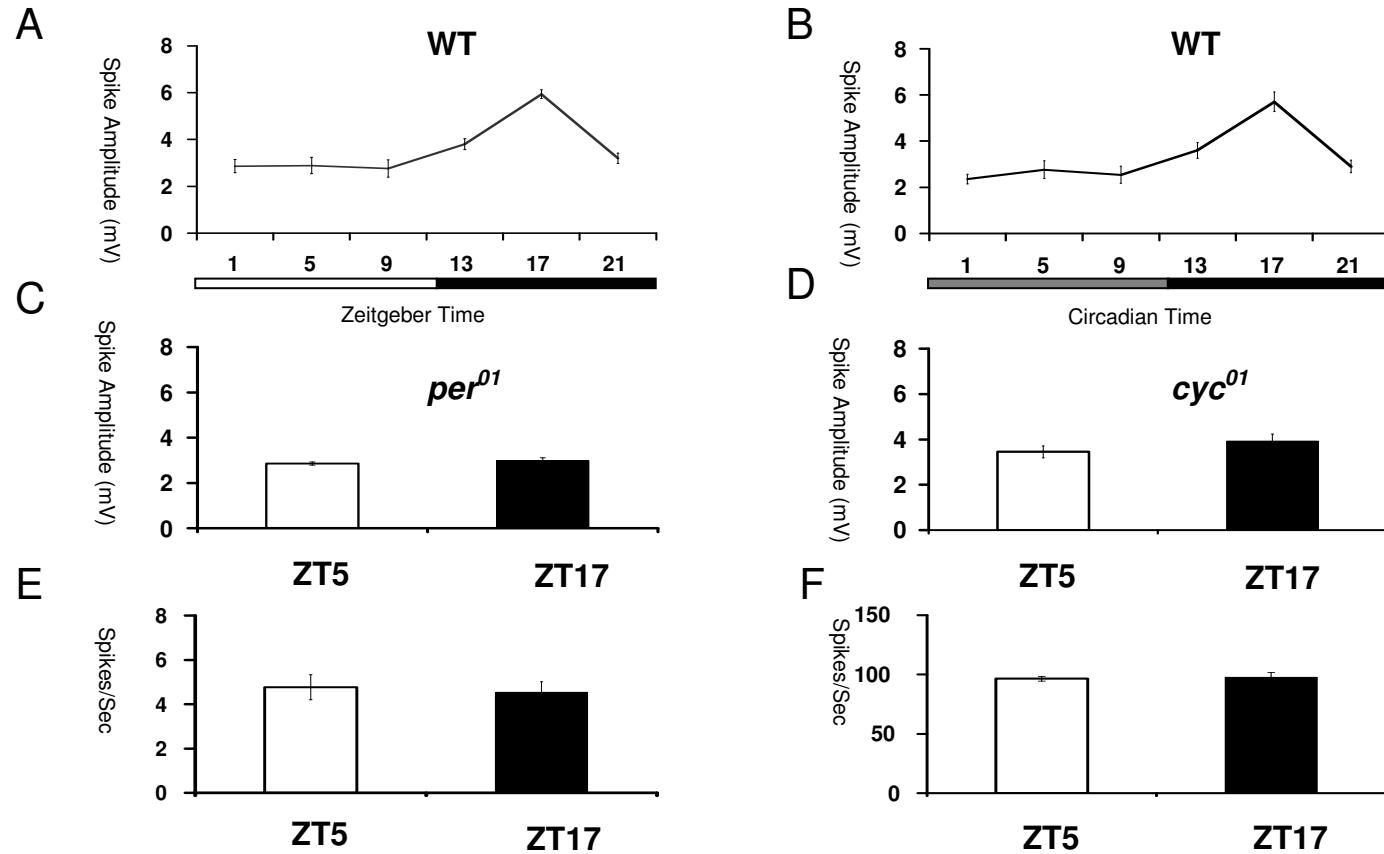 A
WT
Spike Amplitude (mV)
8
6
4
2
0
1 5 9 13 17 21
Zeitgeber Time
B
WT
Spike Amplitude (mV)
8
6
4
2
0
1 5 9 13 17 21
Circadian Time
C
per01
Spike Amplitude (mV)
8
6
4
2
0
ZT5 ZT17
D
cyc01
Spike Amplitude (mV)
8
6
4
2
0
ZT5 ZT17
E
Spikes/Sec
8
6
4
2
0
ZT5 ZT17
F
Spikes/Sec
150
100
50
0
ZT5 ZT17